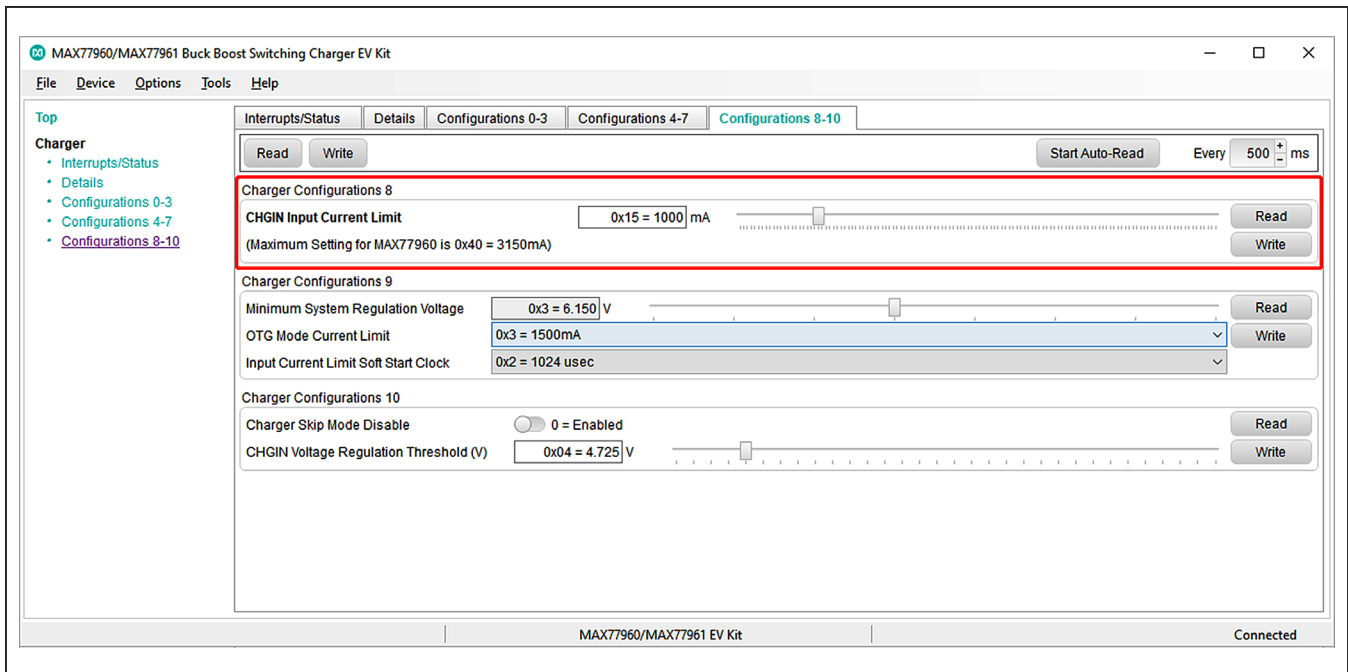 MAX77960/MAX77961 Buck Boost Switching Charger EV Kit
File Device Options Tools Help
Top
Charger
• Interrupts/Status
• Details
• Configurations 0-3
• Configurations 4-7
• Configurations 8-10
Interrupts/Status Details Configurations 0-3 Configurations 4-7 Configurations 8-10
Read Write Start Auto-Read Every 500 + - ms
Charger Configurations 8
CHGIN Input Current Limit 0x15 = 1000 mA Read
(Maximum Setting for MAX77960 is 0x40 = 3150mA) Write
Charger Configurations 9
Minimum System Regulation Voltage 0x3 = 6.150 V Read
OTG Mode Current Limit 0x3 = 1500mA Write
Input Current Limit Soft Start Clock 0x2 = 1024 usec
Charger Configurations 10
Charger Skip Mode Disable 0 = Enabled Read
CHGIN Voltage Regulation Threshold (V) 0x04 = 4.725 V Write
MAX77960/MAX77961 EV Kit Connected